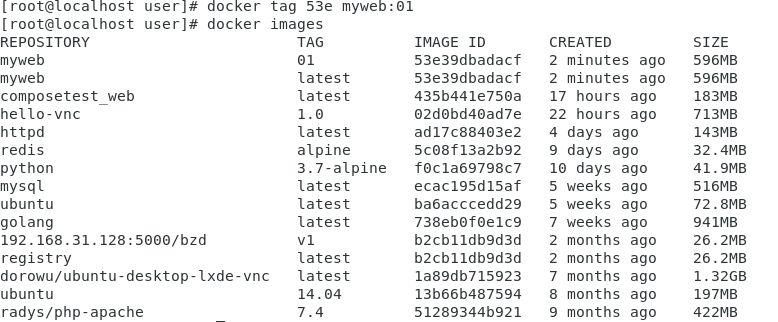 [root@localhost user]# docker tag 53e myweb:01
[root@localhost user]# docker images
REPOSITORY TAG IMAGE ID CREATED SIZE
myweb 01 53e39dbadacf 2 minutes ago 596MB
myweb latest 53e39dbadacf 2 minutes ago 596MB
composetest_web latest 435b441e750a 17 hours ago 183MB
hello-vnc 1.0 02d0bd40ad7e 22 hours ago 713MB
httpd latest ad17c88403e2 4 days ago 143MB
redis alpine 5c08f13a2b92 9 days ago 32.4MB
python 3.7-alpine f0c1a69798c7 10 days ago 41.9MB
mysql latest ecac195d15af 5 weeks ago 516MB
ubuntu latest ba6acccedd29 5 weeks ago 72.8MB
golang latest 738eb0f0e1c9 7 weeks ago 941MB
192.168.31.128:5000/bzd v1 b2cb11db9d3d 2 months ago 26.2MB
registry latest b2cb11db9d3d 2 months ago 26.2MB
dorowu/ubuntu-desktop-lxde-vnc latest 1a89db715923 7 months ago 1.32GB
ubuntu 14.04 13b66b487594 8 months ago 197MB
radys/php-apache 7.4 51289344b921 9 months ago 422MB